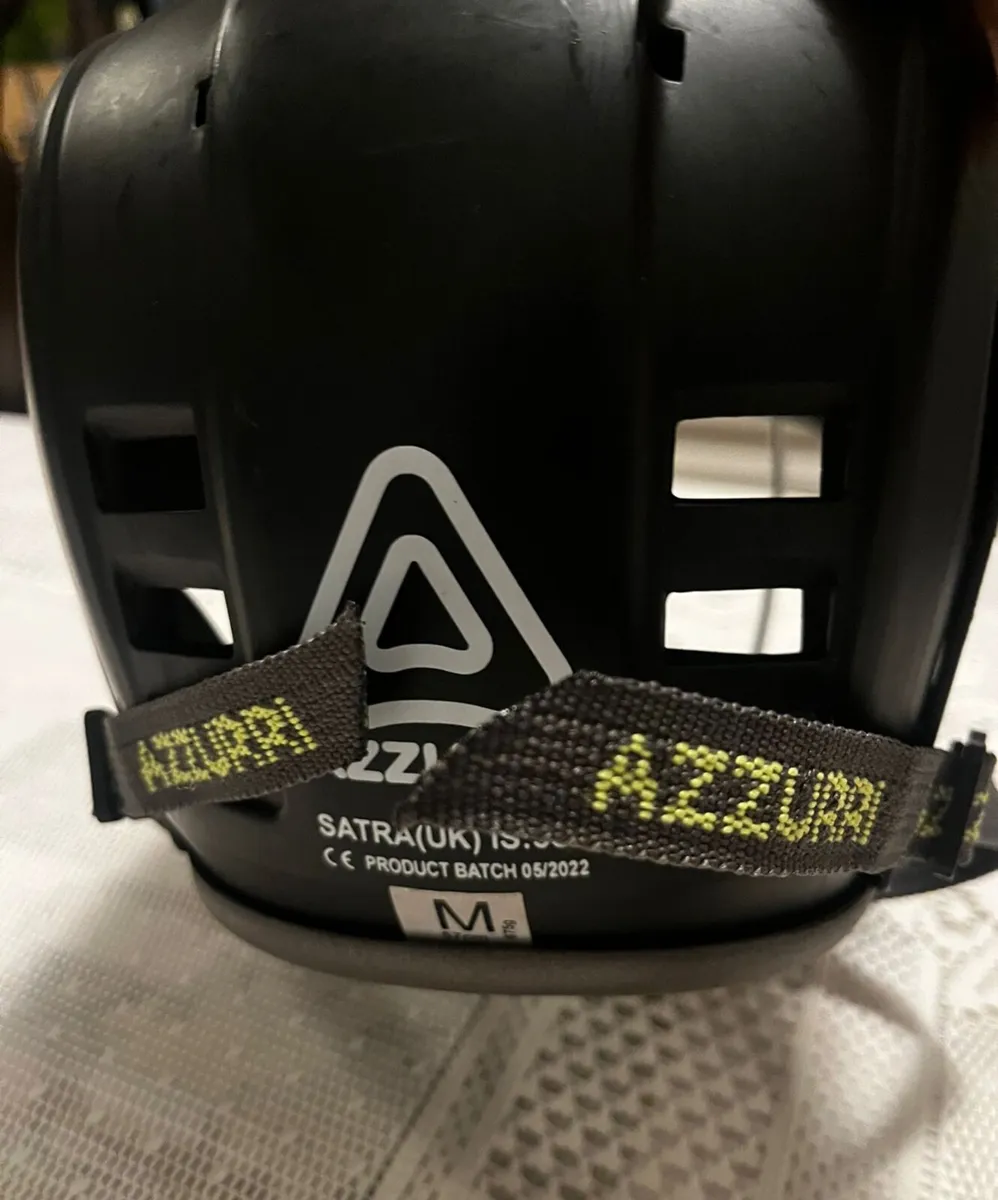 AZZURRI
AZZURRI
SATRA(UK) IS:
CE PRODUCT BATCH 05/2022
M